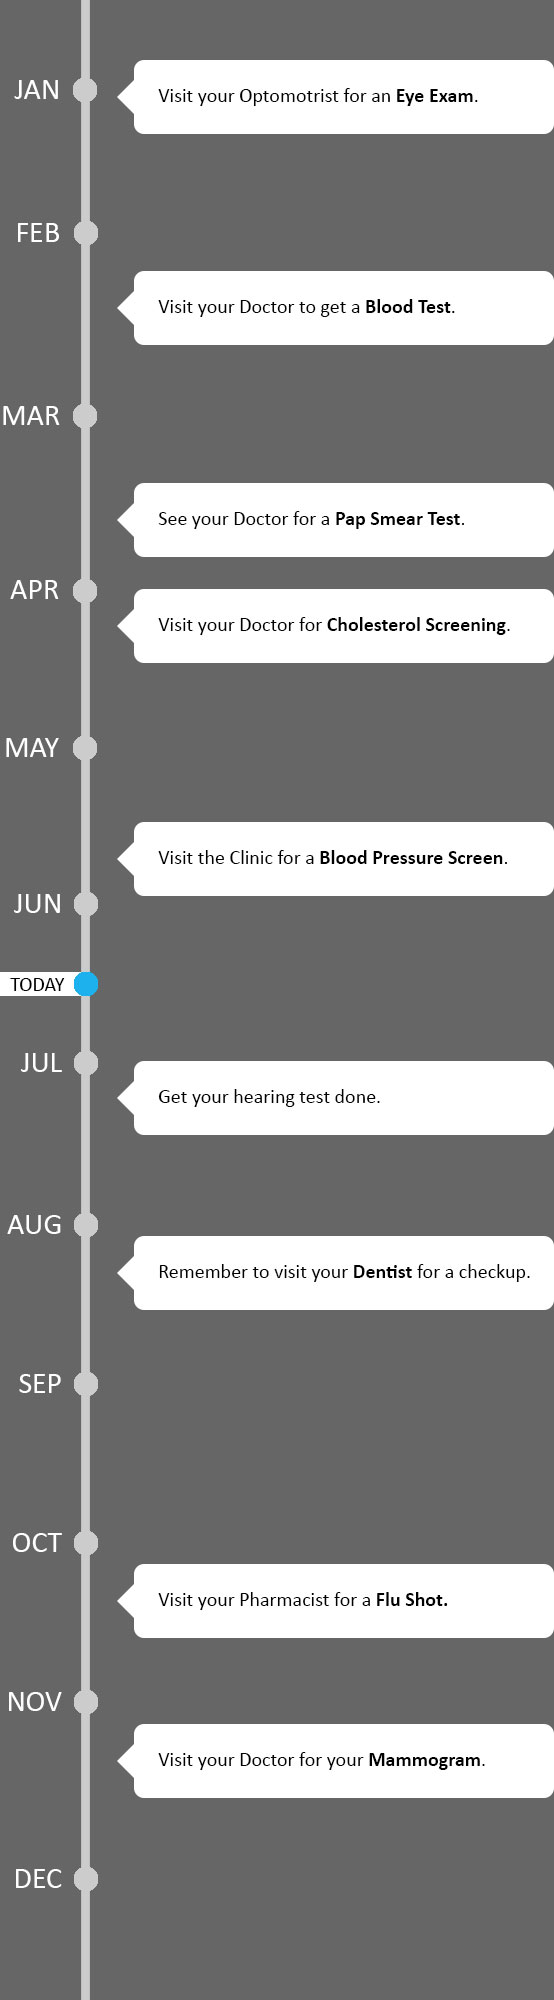 JAN
Visit your Optomotrist for an Eye Exam.
FEB
Visit your Doctor to get a Blood Test.
MAR
See your Doctor for a Pap Smear Test.
APR
Visit your Doctor for Cholesterol Screening.
MAY
Visit the Clinic for a Blood Pressure Screen.
JUN
TODAY
JUL
Get your hearing test done.
AUG
Remember to visit your Dentist for a checkup.
SEP
OCT
Visit your Pharmacist for a Flu Shot.
NOV
Visit your Doctor for your Mammogram.
DEC